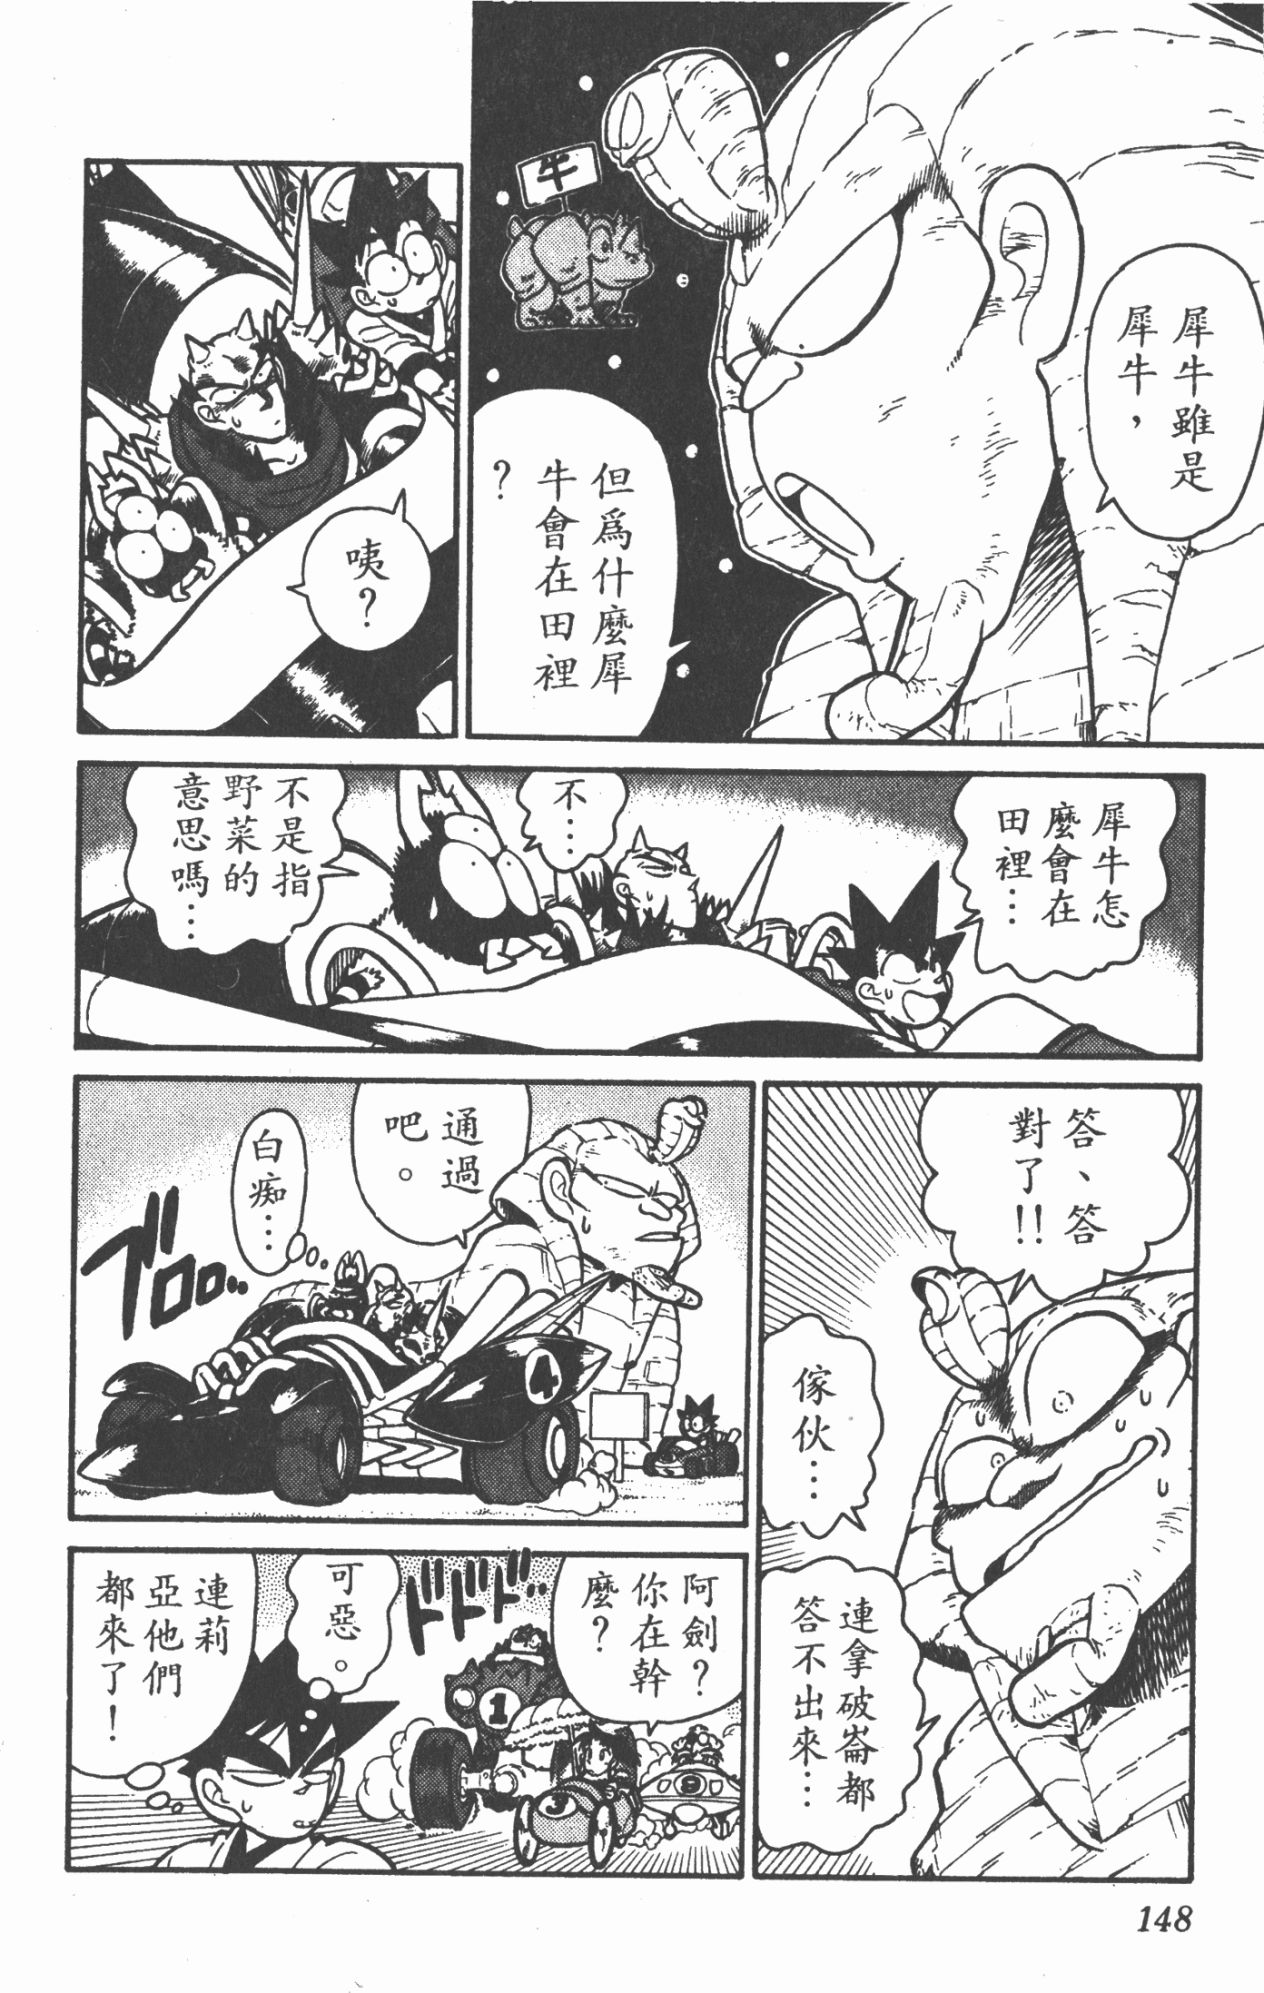 犀牛雖是
犀牛，
牛
但爲什麼犀
牛會在田裡
？
咦？
犀牛怎
麼會在
田裡…
不…
不是指
野菜的
意思嗎…
答、答
對了!!
傢伙…
連拿破崙都
答不出來…
通過
吧。
白痴…
ブロロ..
4
阿劍？
你在幹
麼？
ドドド..
1
3
可惡。
連莉
亞他們
都來了！
148